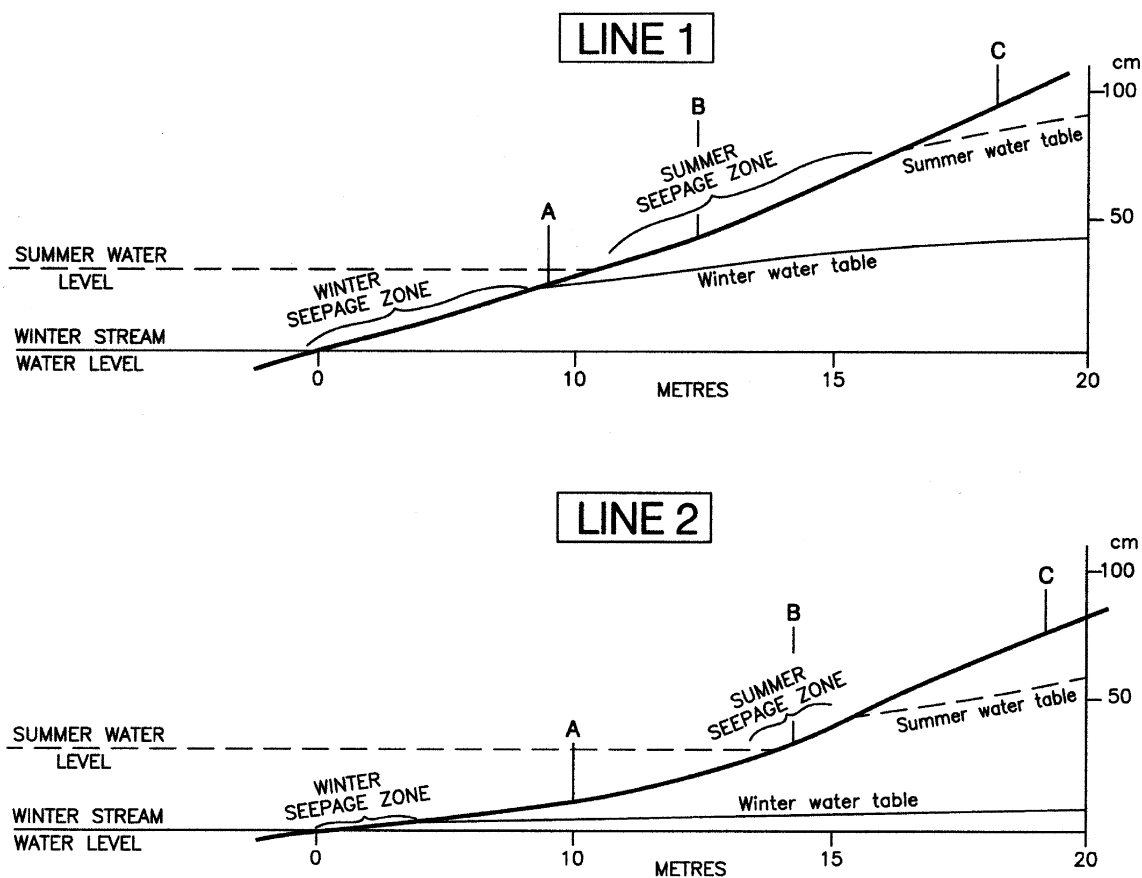 LINE 1
C
cm
100
B
SUMMER
SEEPAGE ZONE
Summer water table
A
50
SUMMER WATER
LEVEL
WINTER
SEEPAGE ZONE
Winter water table
WINTER STREAM
WATER LEVEL
0
10
15
20
METRES
LINE 2
cm
C
100
B
SUMMER
SEEPAGE ZONE
50
Summer water table
A
SUMMER WATER
LEVEL
WINTER
SEEPAGE ZONE
Winter water table
WINTER STREAM
WATER LEVEL
0
10
15
20
METRES